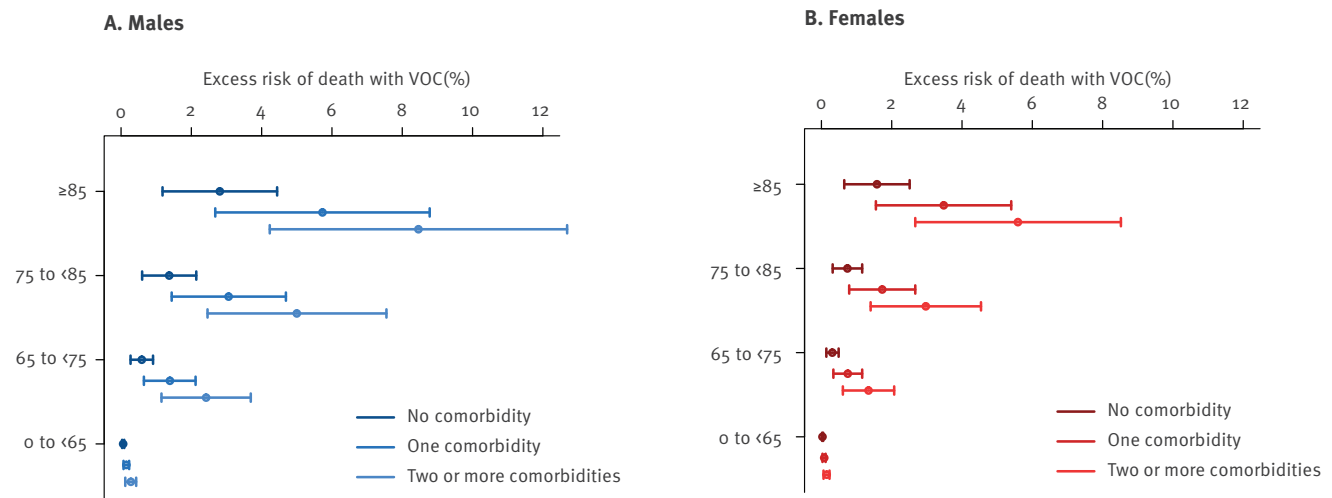 A. Males
Excess risk of death with VOC(%)
0 2 4 6 8 10 12
≥85
75 to <85
65 to <75
0 to <65
No comorbidity
One comorbidity
Two or more comorbidities
B. Females
Excess risk of death with VOC(%)
0 2 4 6 8 10 12
≥85
75 to <85
65 to <75
0 to <65
No comorbidity
One comorbidity
Two or more comorbidities